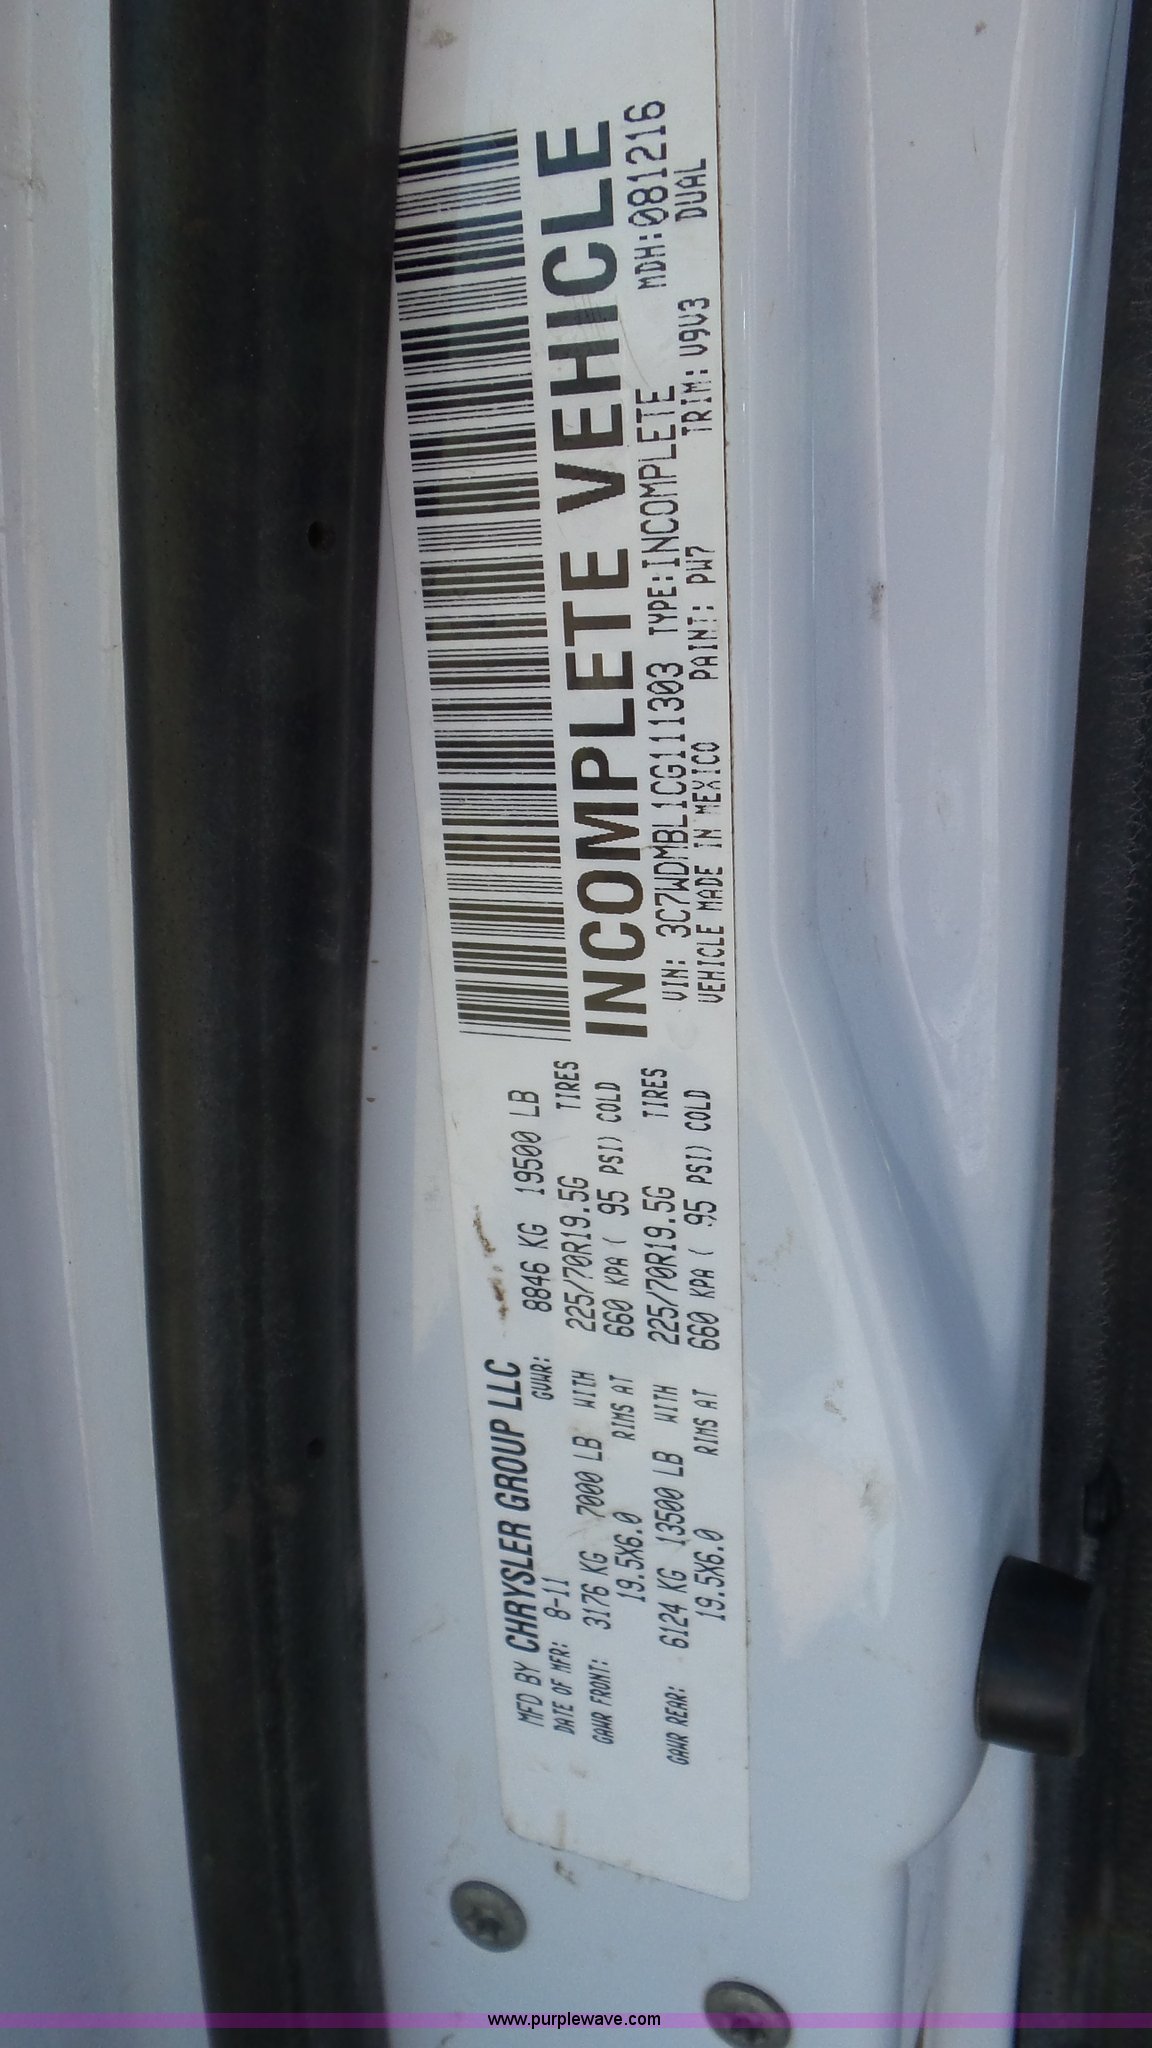 MFD BY CHRYSLER GROUP LLC
DATE OF MFR: 8-11 GVWR: 8846 KG 19500 LB
GAWR FRONT: 3176 KG 7000 LB WITH 225/70R19.5G TIRES
19.5X6.0 RIMS AT 660 KPA ( 95 PSI) COLD
GAWR REAR: 6124 KG 13500 LB WITH 225/70R19.5G TIRES
19.5X6.0 RIMS AT 660 KPA ( 95 PSI) COLD
INCOMPLETE VEHICLE
VIN: 3C7WDMBL1CG111303 TYPE:INCOMPLETE MDH:081216
VEHICLE MADE IN MEXICO PAINT: PW7 TRIM: V9V3 DUAL
www.purplewave.com